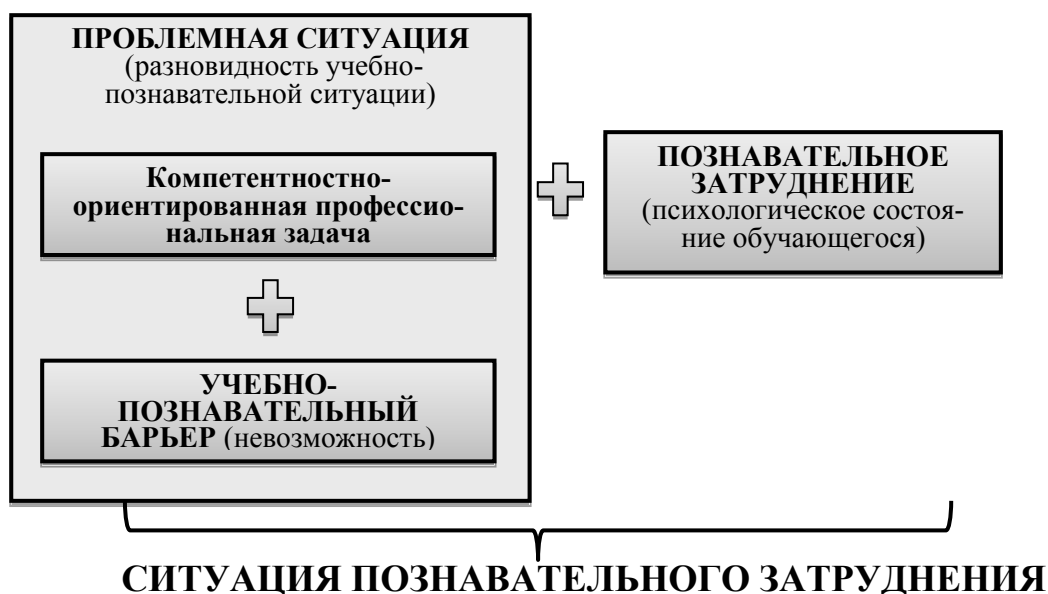 ПРОБЛЕМНАЯ СИТУАЦИЯ
(разновидность учебно-
познавательной ситуации)
Компетентностно-
ориентированная профессио-
нальная задача
УЧЕБНО-
ПОЗНАВАТЕЛЬНЫЙ
БАРЬЕР (невозможность)
ПОЗНАВАТЕЛЬНОЕ
ЗАТРУДНЕНИЕ
(психологическое состоя-
ние обучающегося)
СИТУАЦИЯ ПОЗНАВАТЕЛЬНОГО ЗАТРУДНЕНИЯ